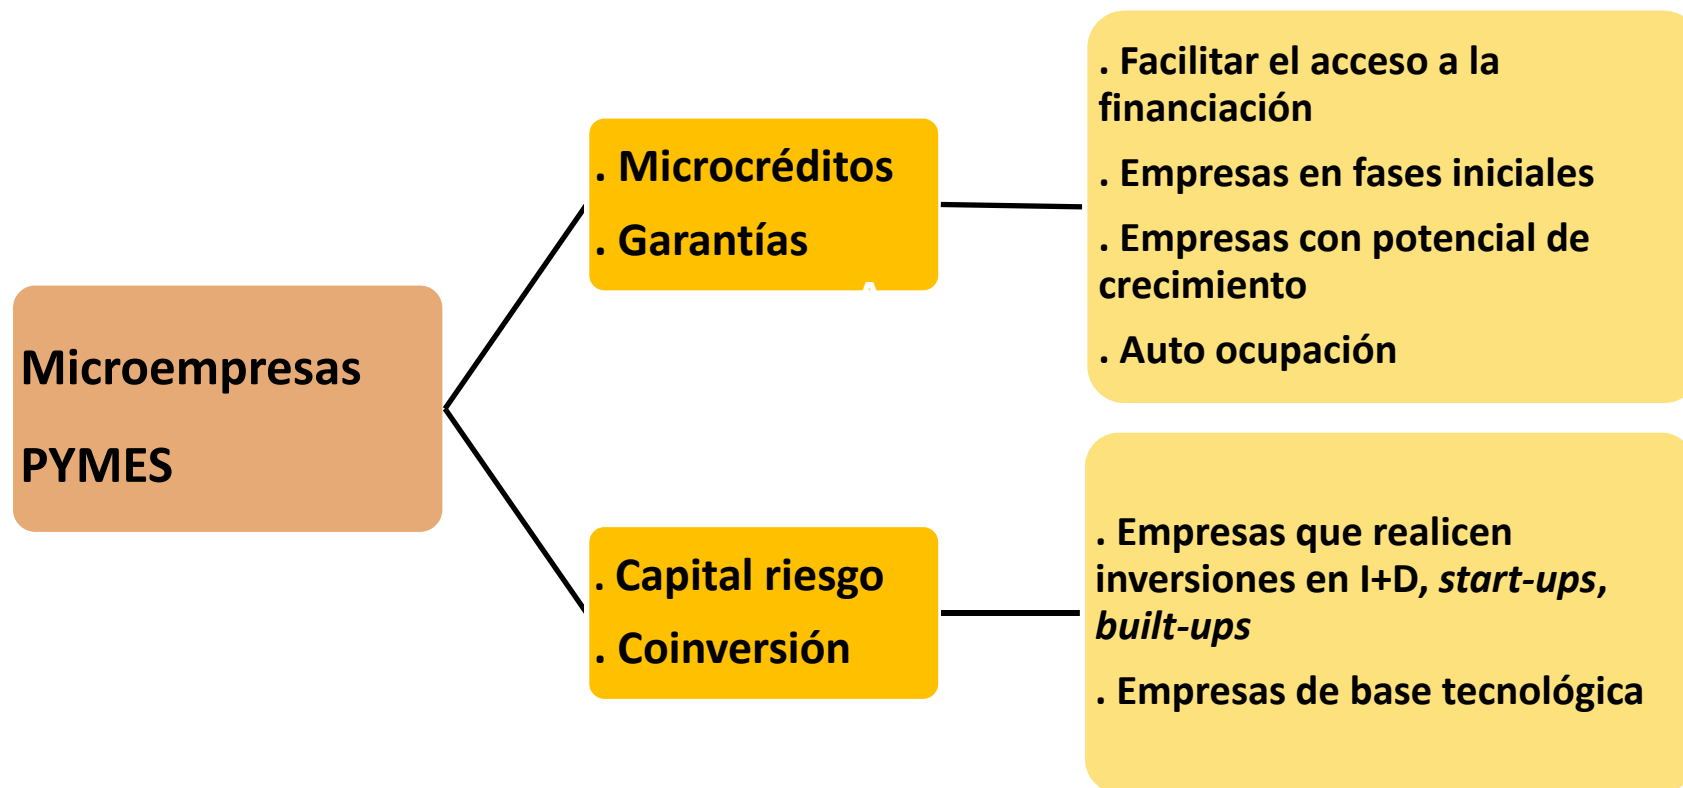 Microempresas
PYMES
. Microcréditos
. Garantías
. Facilitar el acceso a la
financiación
. Empresas en fases iniciales
. Empresas con potencial de
crecimiento
. Auto ocupación
. Capital riesgo
. Coinversión
. Empresas que realicen
inversiones en I+D, start-ups,
built-ups
. Empresas de base tecnológica